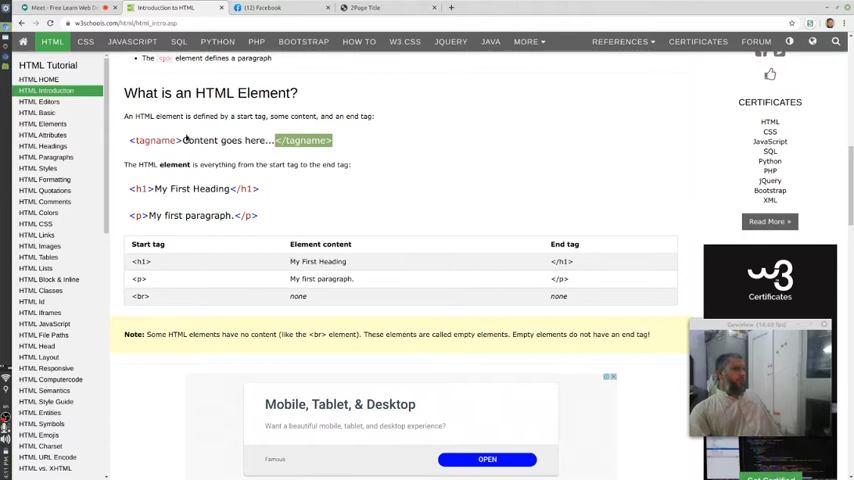 Meet - Free Learn Web D
Introduction to HTML
(2) Facebook
2Page Title
w3schools.com/html/html_intro.asp
HTML CSS JAVASCRIPT SQL PYTHON PHP BOOTSTRAP HOW TO W3.CSS JQUERY JAVA MORE REFERENCES CERTIFICATES FORUM
HTML Tutorial
HTML HOME
HTML Introduction
HTML Editors
HTML Basic
HTML Elements
HTML Attributes
HTML Headings
HTML Paragraphs
HTML Styles
HTML Formatting
HTML Quotations
HTML Comments
HTML Colors
HTML CSS
HTML Links
HTML Images
HTML Tables
HTML Lists
HTML Block & Inline
HTML Classes
HTML Id
HTML Iframes
HTML JavaScript
HTML File Paths
HTML Head
HTML Layout
HTML Responsive
HTML Computercode
HTML Semantics
HTML Style Guide
HTML Entities
HTML Symbols
HTML Emojis
HTML Charset
HTML URL Encode
HTML vs. XHTML
The <p> element defines a paragraph
What is an HTML Element?
An HTML element is defined by a start tag, some content, and an end tag:
<tagname>Content goes here...</tagname>
The HTML element is everything from the start tag to the end tag:
<h1>My First Heading</h1>
<p>My first paragraph.</p>
Start tag Element content End tag
<h1> My First Heading </h1>
<p> My first paragraph. </p>
<br> none none
Note: Some HTML elements have no content (like the <br> element). These elements are called empty elements. Empty elements do not have an end tag!
Mobile, Tablet, & Desktop
Want a beautiful mobile, tablet, and desktop experience?
Famous
OPEN
CERTIFICATES
HTML
CSS
JavaScript
SQL
Python
PHP
jQuery
Bootstrap
XML
Read More »
w3
Certificates
Get Certified
4:11 PM